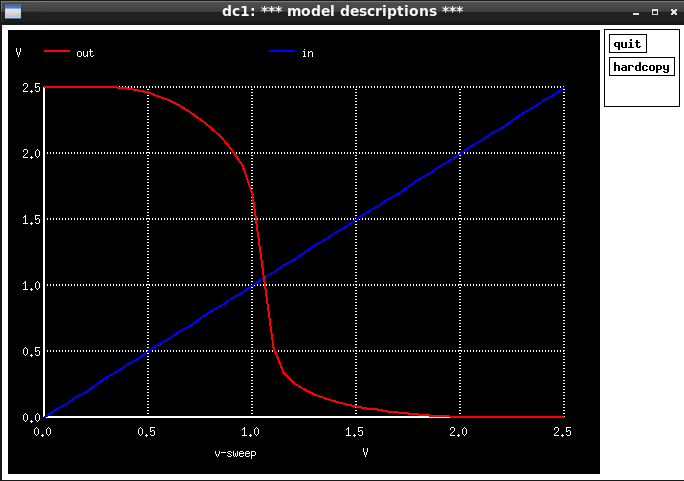 dc1: *** model descriptions ***
V out in
quit
hardcopy
2.5
2.0
1.5
1.0
0.5
0.0
0.0 0.5 1.0 1.5 2.0 2.5
v-sweep V